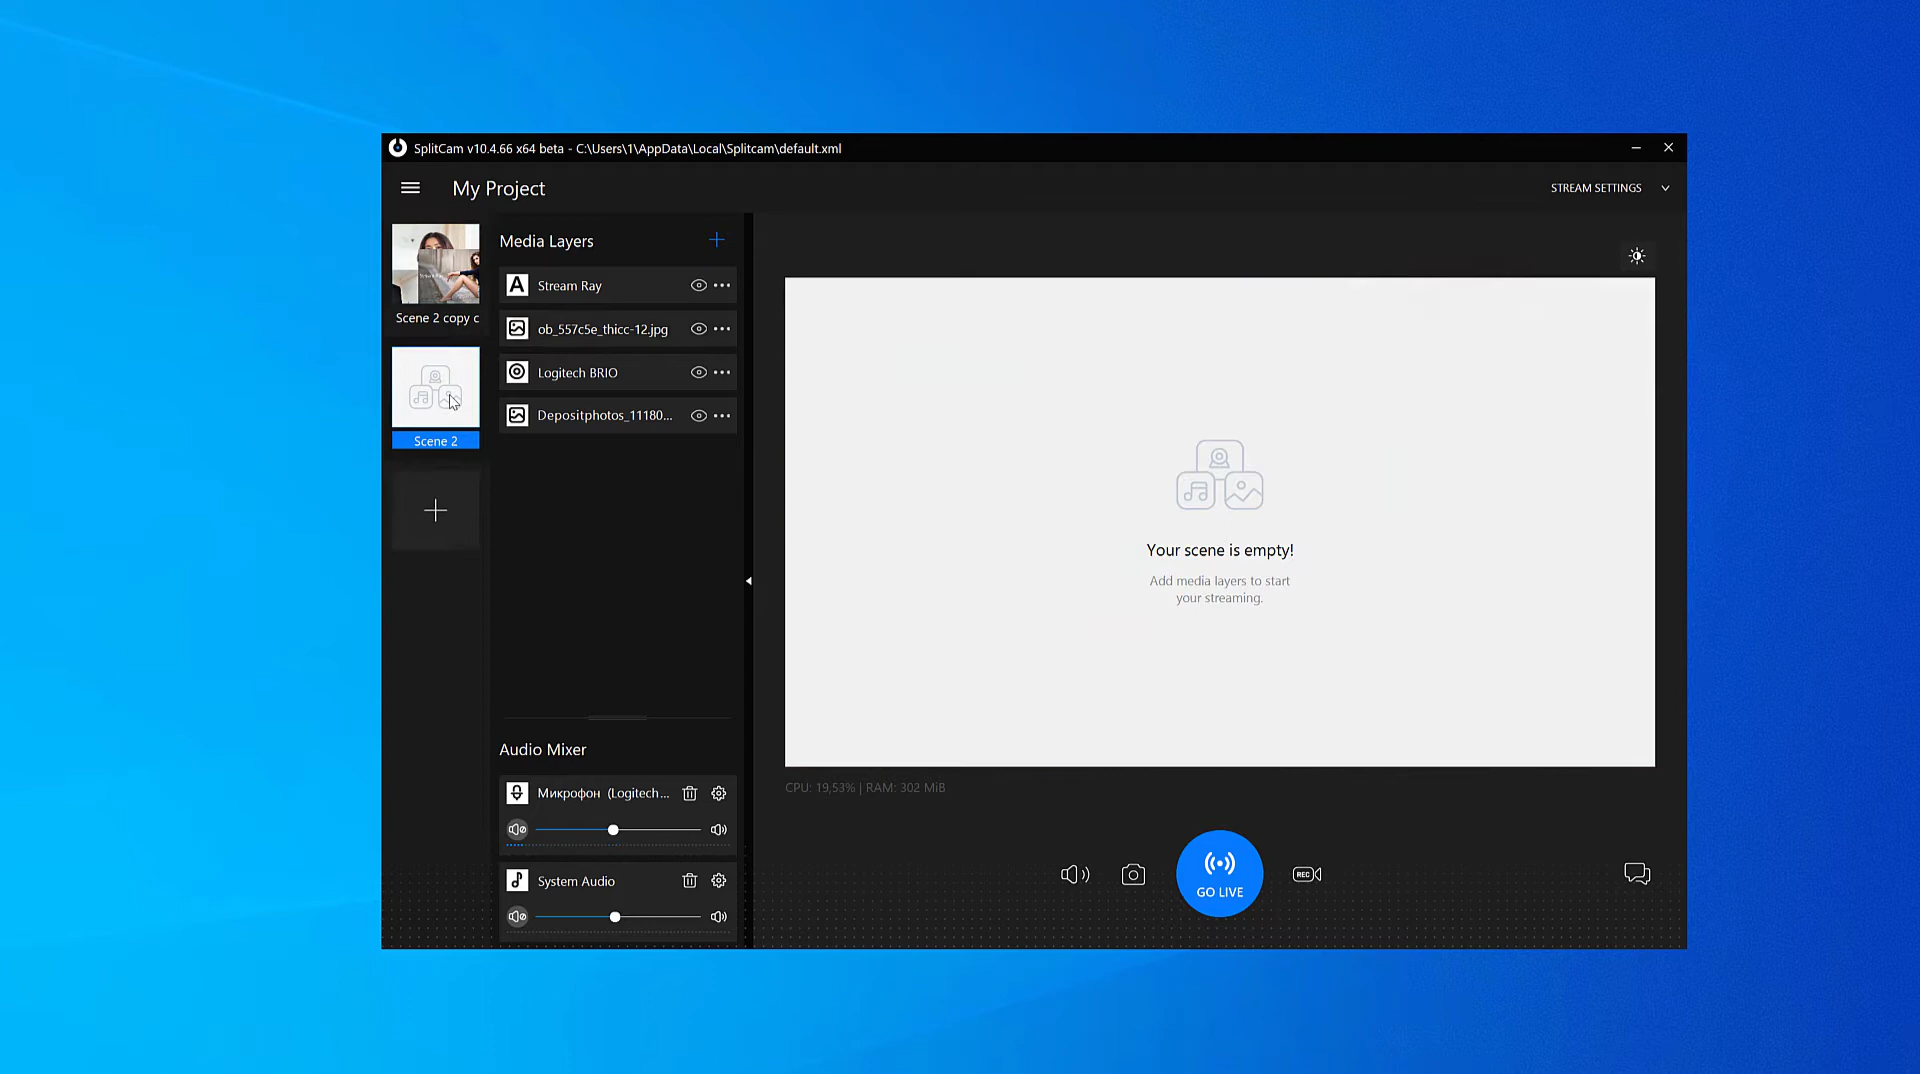 SplitCam v10.4.66 x64 beta - C:\Users\1\AppData\Local\Splitcam\default.xml
My Project
STREAM SETTINGS
Scene 2 copy c
Scene 2
Media Layers
Stream Ray
ob_557c5e_thicc-12.jpg
Logitech BRIO
Depositphotos_11180...
Your scene is empty!
Add media layers to start
your streaming.
Audio Mixer
Микрофон (Logitech...
System Audio
CPU: 19,53% | RAM: 302 MiB
GO LIVE
REC